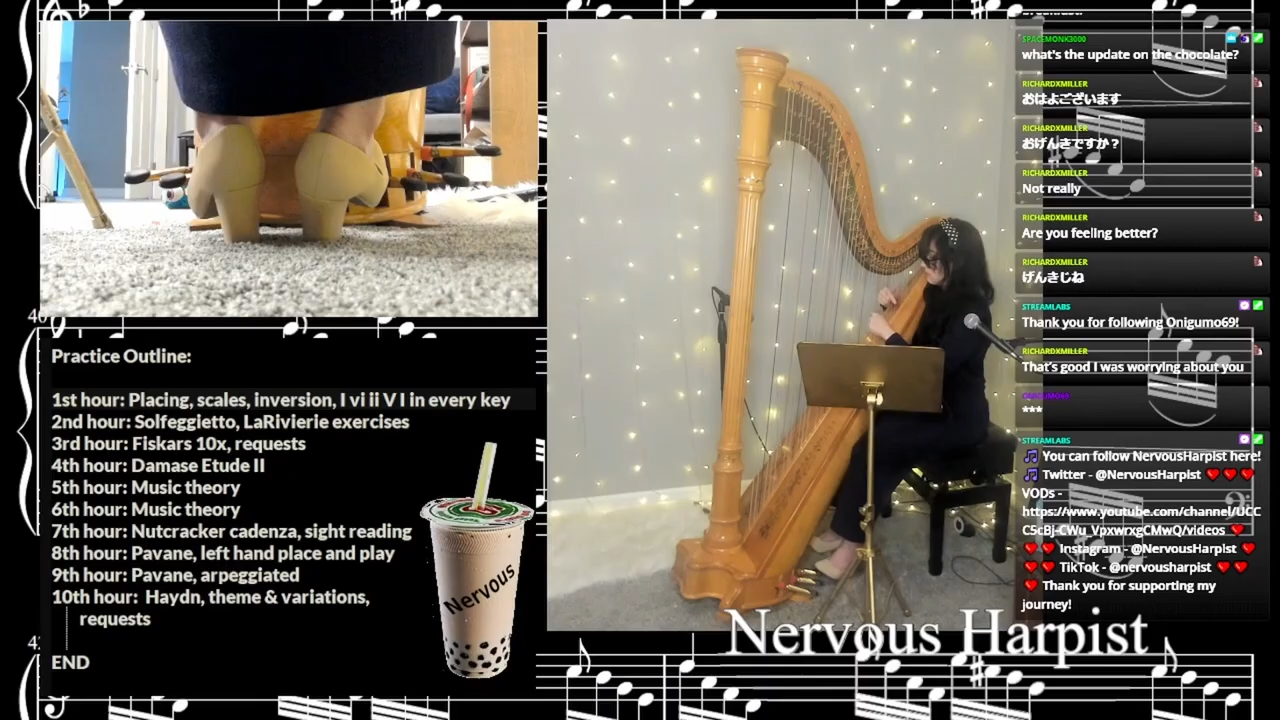 Practice Outline:
1st hour: Placing, scales, inversion, I vi ii V I in every key
2nd hour: Solfeggietto, LaRivierie exercises
3rd hour: Fiskars 10x, requests
4th hour: Damase Etude II
5th hour: Music theory
6th hour: Music theory
7th hour: Nutcracker cadenza, sight reading
8th hour: Pavane, left hand place and play
9th hour: Pavane, arpeggiated
10th hour: Haydn, theme & variations,
requests
END
Nervous
Nervous Harpist
SPACEMONK3000
what's the update on the chocolate?
RICHARDXMILLER
おはよございます
RICHARDXMILLER
おげんきですか？
RICHARDXMILLER
Not really
RICHARDXMILLER
Are you feeling better?
RICHARDXMILLER
げんきじね
STREAMLABS
Thank you for following Onigumo69!
RICHARDXMILLER
That's good I was worrying about you
ONIGUMO69
***
STREAMLABS
🎵 You can follow NervousHarpist here!
🎵 Twitter - @NervousHarpist ❤️ ❤️ ❤️
VODs -
https://www.youtube.com/channel/UCC
C5cBj-CWu_VpxwrxgCMwQ/videos ❤️
❤️ ❤️ Instagram - @NervousHarpist ❤️
❤️ ❤️ TikTok - @nervousharpist ❤️ ❤️
❤️ Thank you for supporting my
journey!